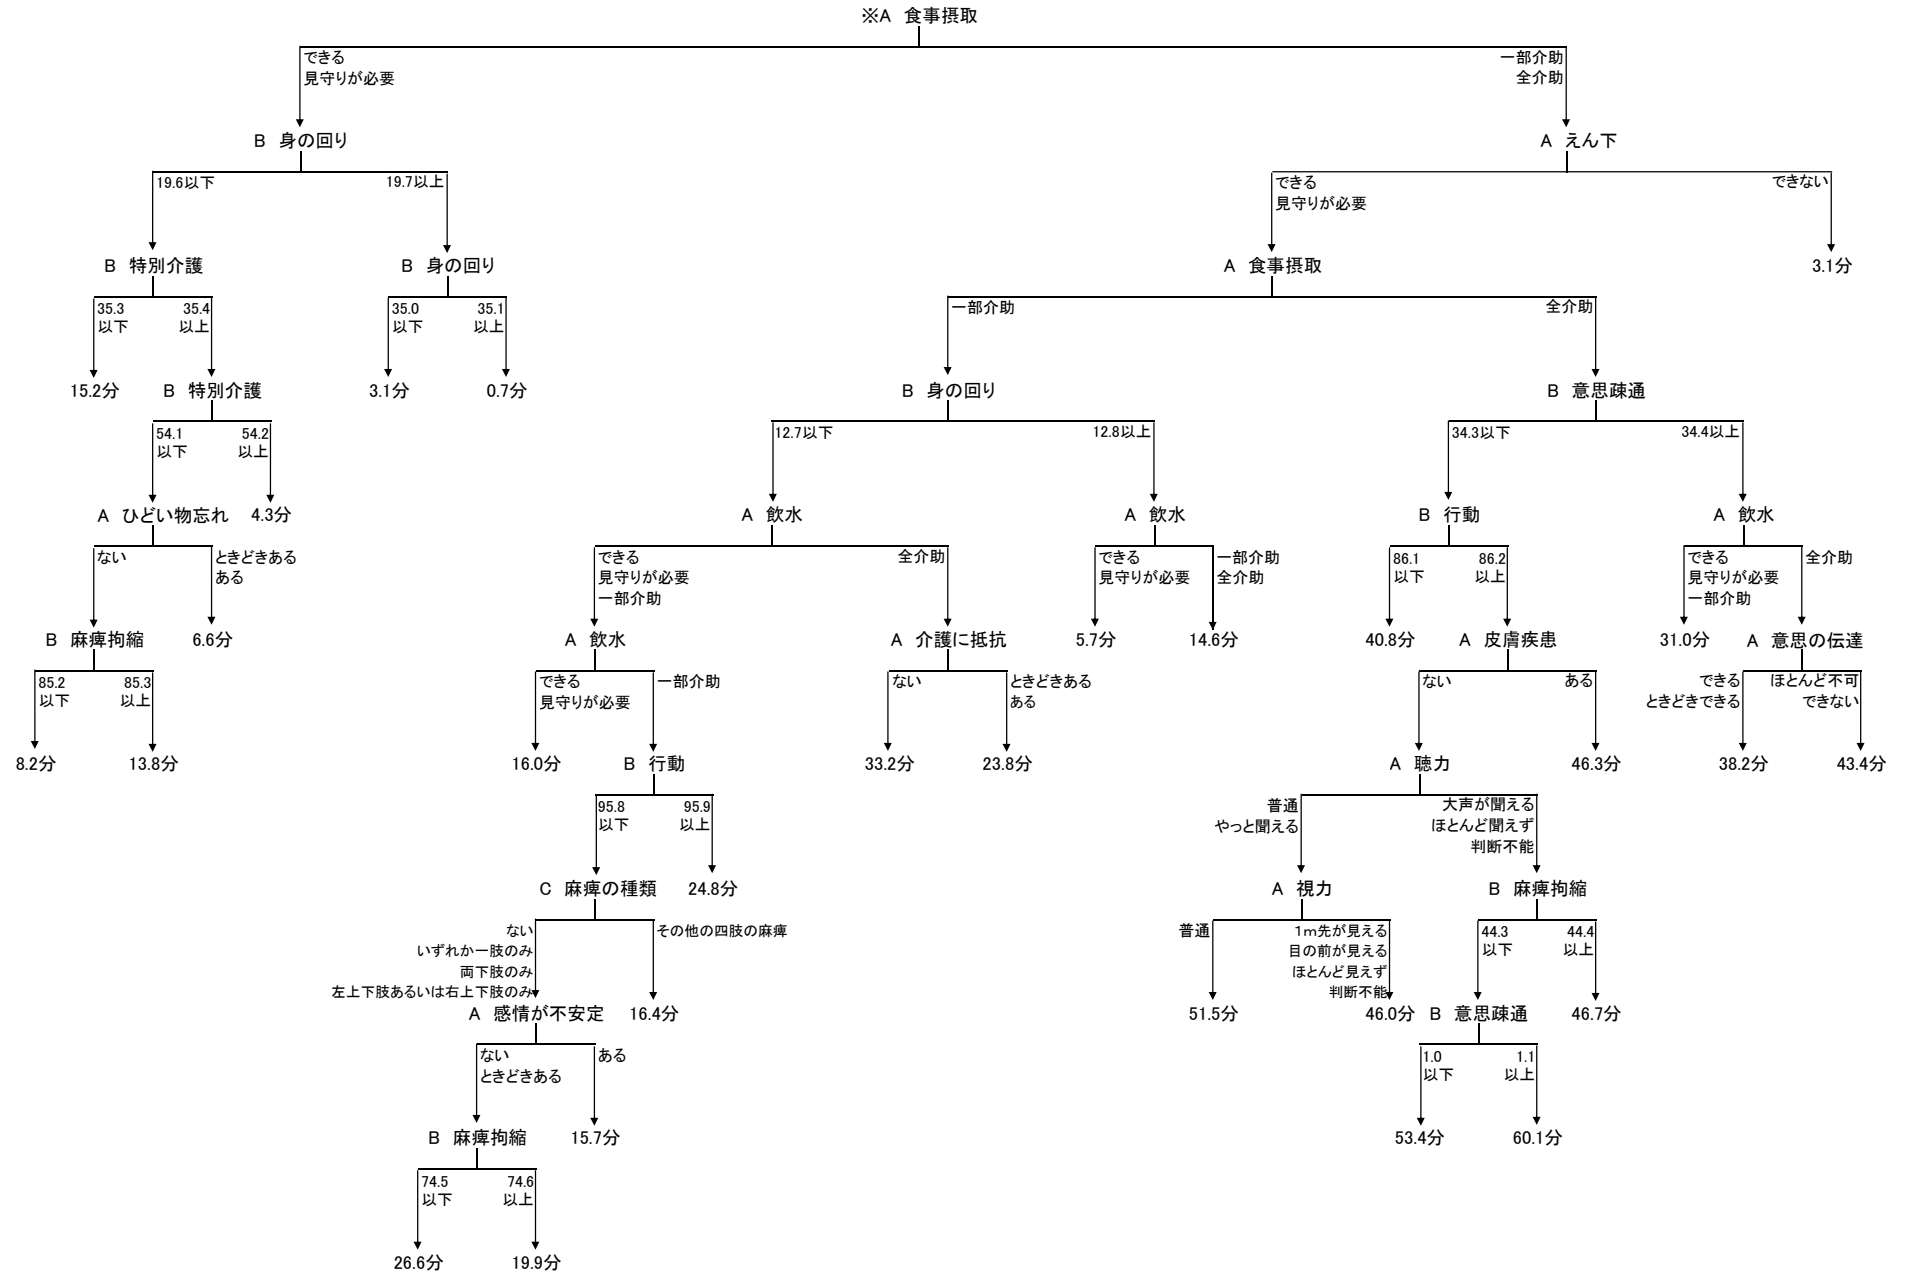 ※A 食事摂取
できる
見守りが必要
一部介助
全介助
B 身の回り
A えん下
19.6以下
19.7以上
できる
見守りが必要
できない
B 特別介護
B 身の回り
A 食事摂取
3.1分
35.3
以下
35.4
以上
35.0
以下
35.1
以上
一部介助
全介助
15.2分
B 特別介護
3.1分
0.7分
B 身の回り
B 意思疎通
54.1
以下
54.2
以上
12.7以下
12.8以上
34.3以下
34.4以上
A ひどい物忘れ
4.3分
A 飲水
A 飲水
B 行動
A 飲水
ない
ときどきある
ある
できる
見守りが必要
一部介助
全介助
できる
見守りが必要
一部介助
全介助
86.1
以下
86.2
以上
できる
見守りが必要
一部介助
全介助
B 麻痺拘縮
6.6分
A 飲水
A 介護に抵抗
5.7分
14.6分
40.8分
A 皮膚疾患
31.0分
A 意思の伝達
85.2
以下
85.3
以上
できる
見守りが必要
一部介助
ない
ときどきある
ある
ない
ある
できる
ときどきできる
ほとんど不可
できない
8.2分
13.8分
16.0分
B 行動
33.2分
23.8分
A 聴力
46.3分
38.2分
43.4分
95.8
以下
95.9
以上
普通
やっと聞える
大声が聞える
ほとんど聞えず
判断不能
C 麻痺の種類
24.8分
A 視力
B 麻痺拘縮
ない
いずれか一肢のみ
両下肢のみ
左上下肢あるいは右上下肢のみ
その他の四肢の麻痺
普通
1m先が見える
目の前が見える
ほとんど見えず
判断不能
44.3
以下
44.4
以上
A 感情が不安定
16.4分
51.5分
46.0分
B 意思疎通
46.7分
ない
ときどきある
ある
1.0
以下
1.1
以上
B 麻痺拘縮
15.7分
53.4分
60.1分
74.5
以下
74.6
以上
26.6分
19.9分